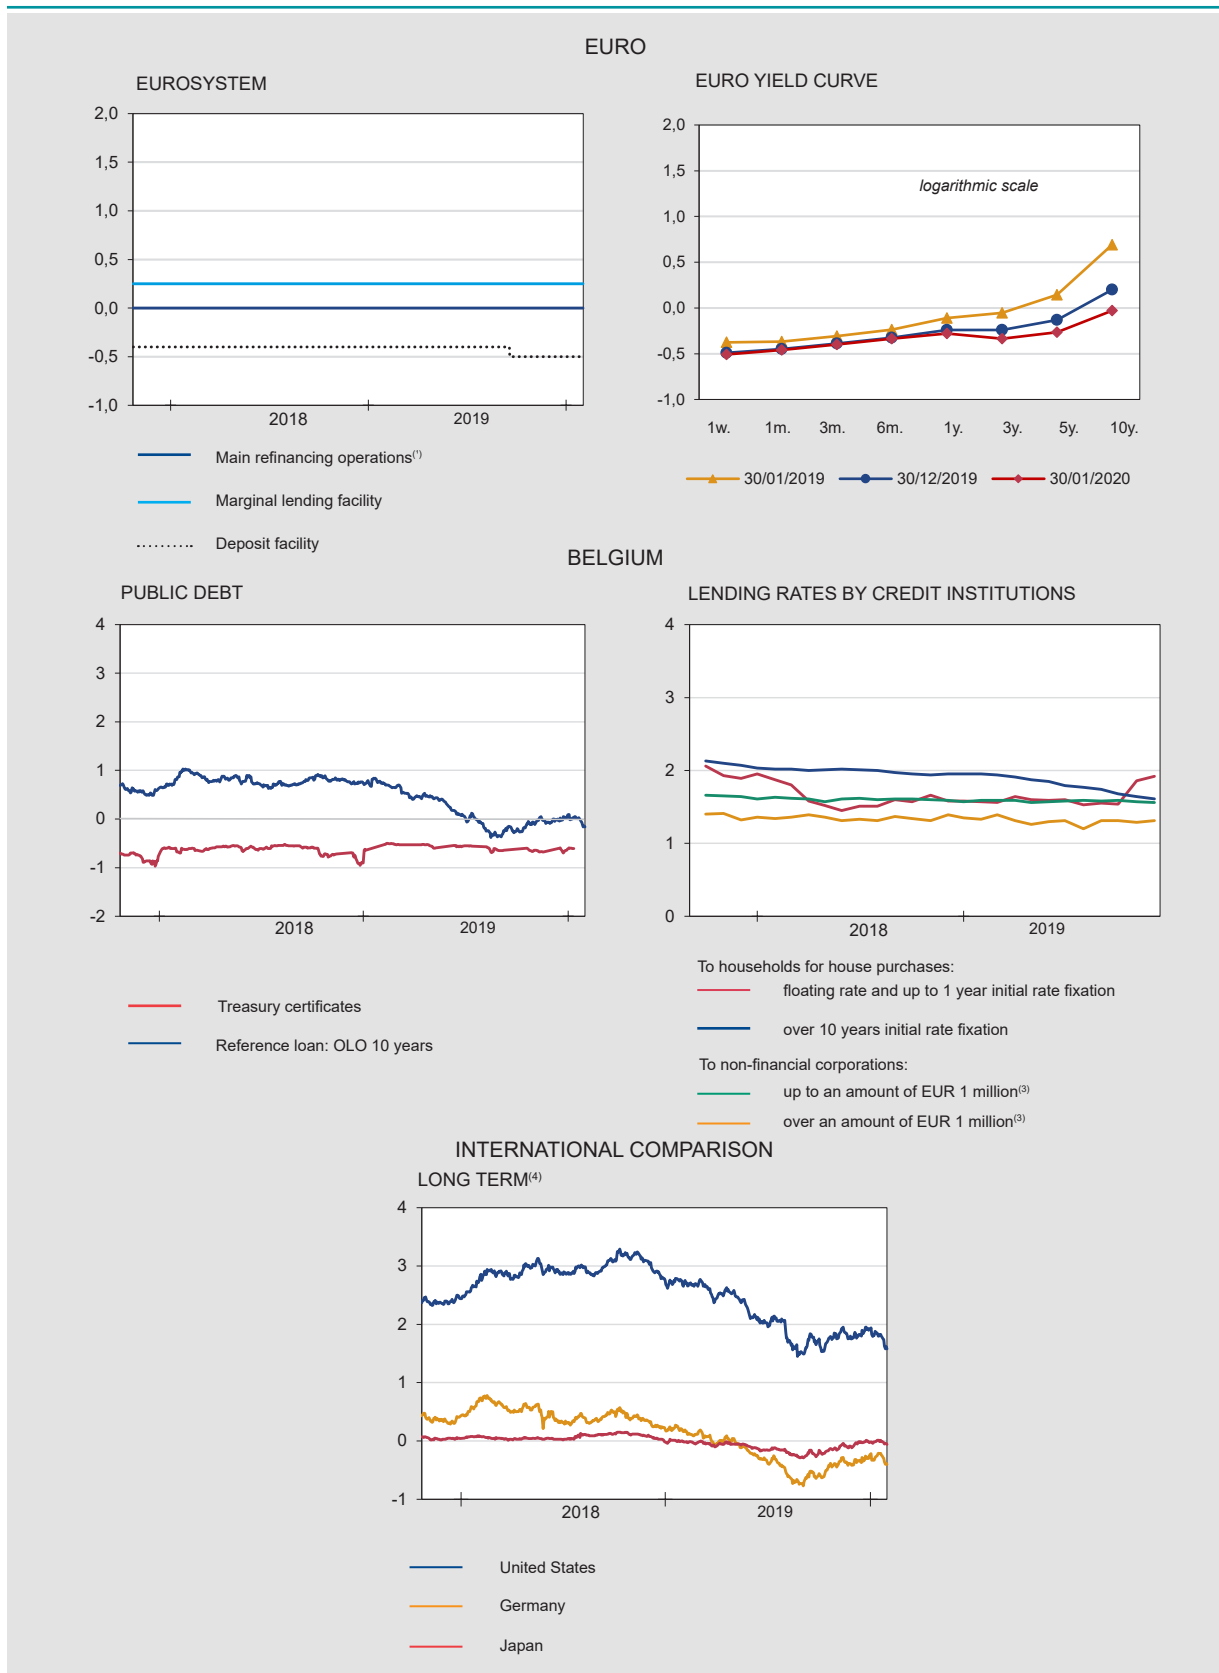 EURO
EUROSYSTEM
2,0
1,5
1,0
0,5
0,0
-0,5
-1,0
2018
2019
Main refinancing operations(¹)
Marginal lending facility
Deposit facility
EURO YIELD CURVE
2,0
1,5
1,0
0,5
0,0
-0,5
-1,0
logarithmic scale
1w. 1m. 3m. 6m. 1y. 3y. 5y. 10y.
30/01/2019 30/12/2019 30/01/2020
BELGIUM
PUBLIC DEBT
4
3
2
1
0
-1
-2
2018
2019
Treasury certificates
Reference loan: OLO 10 years
LENDING RATES BY CREDIT INSTITUTIONS
4
3
2
1
0
2018
2019
To households for house purchases:
floating rate and up to 1 year initial rate fixation
over 10 years initial rate fixation
To non-financial corporations:
up to an amount of EUR 1 million(3)
over an amount of EUR 1 million(3)
INTERNATIONAL COMPARISON
LONG TERM(4)
4
3
2
1
0
-1
2018
2019
United States
Germany
Japan